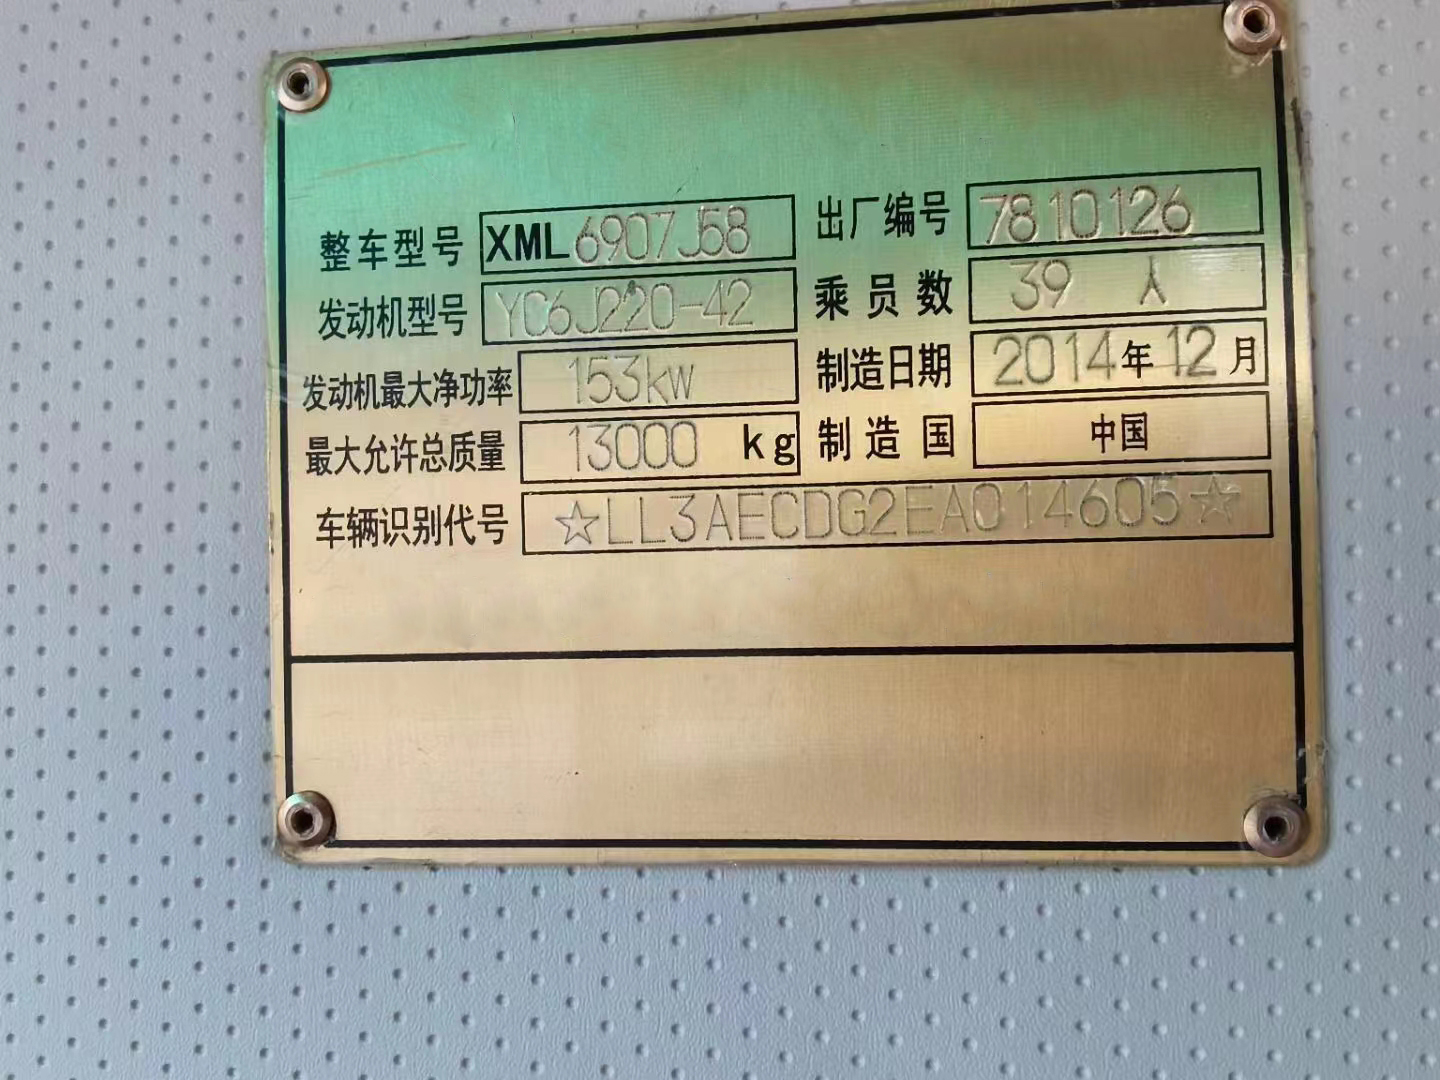 整车型号 XML6907J58 出厂编号 7810126
发动机型号 YC6J220-42 乘员数 39 人
发动机最大净功率 153kw 制造日期 2014年12月
最大允许总质量 13000 kg 制造国 中国
车辆识别代号 ☆LL3AECDG2EA014605☆